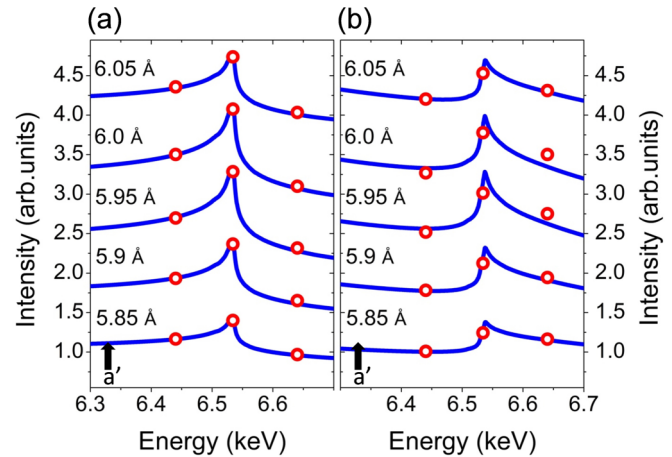 (a) (b)
Intensity (arb.units)
4.5
4.0
3.5
3.0
2.5
2.0
1.5
1.0
6.05 Å
6.0 Å
5.95 Å
5.9 Å
5.85 Å
a'
6.3 6.4 6.5 6.6
Energy (keV)
6.05 Å
6.0 Å
5.95 Å
5.9 Å
5.85 Å
a'
6.4 6.5 6.6 6.7
Energy (keV)
4.5
4.0
3.5
3.0
2.5
2.0
1.5
1.0
Intensity (arb.units)